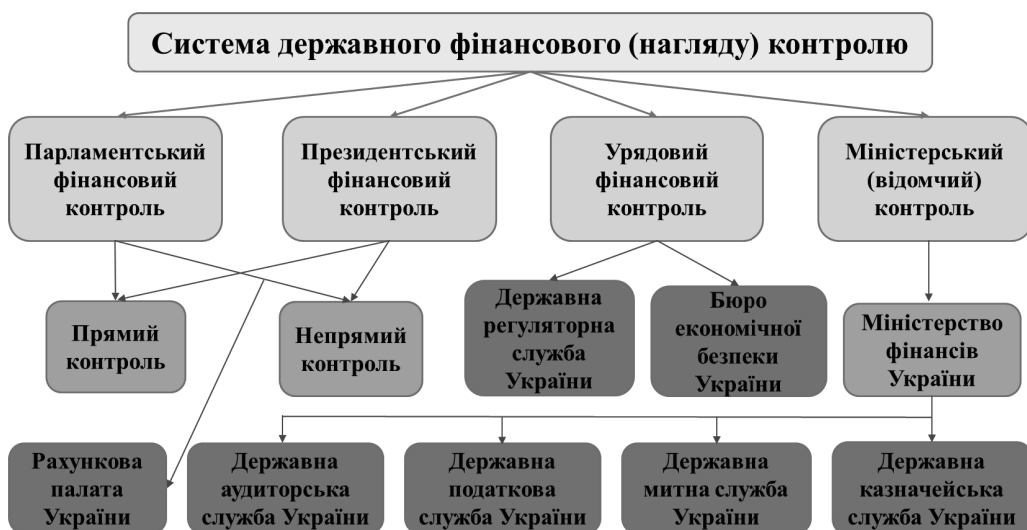 Система державного фінансового (нагляду) контролю
Парламентський
фінансовий
контроль
Президентський
фінансовий
контроль
Урядовий
фінансовий
контроль
Міністерський
(відомчий)
контроль
Прямий
контроль
Непрямий
контроль
Державна
регуляторна
служба
України
Бюро
економічної
безпеки
України
Міністерство
фінансів
України
Рахункова
палата
України
Державна
аудиторська
служба України
Державна
податкова
служба України
Державна
митна служба
України
Державна
казначейська
служба України